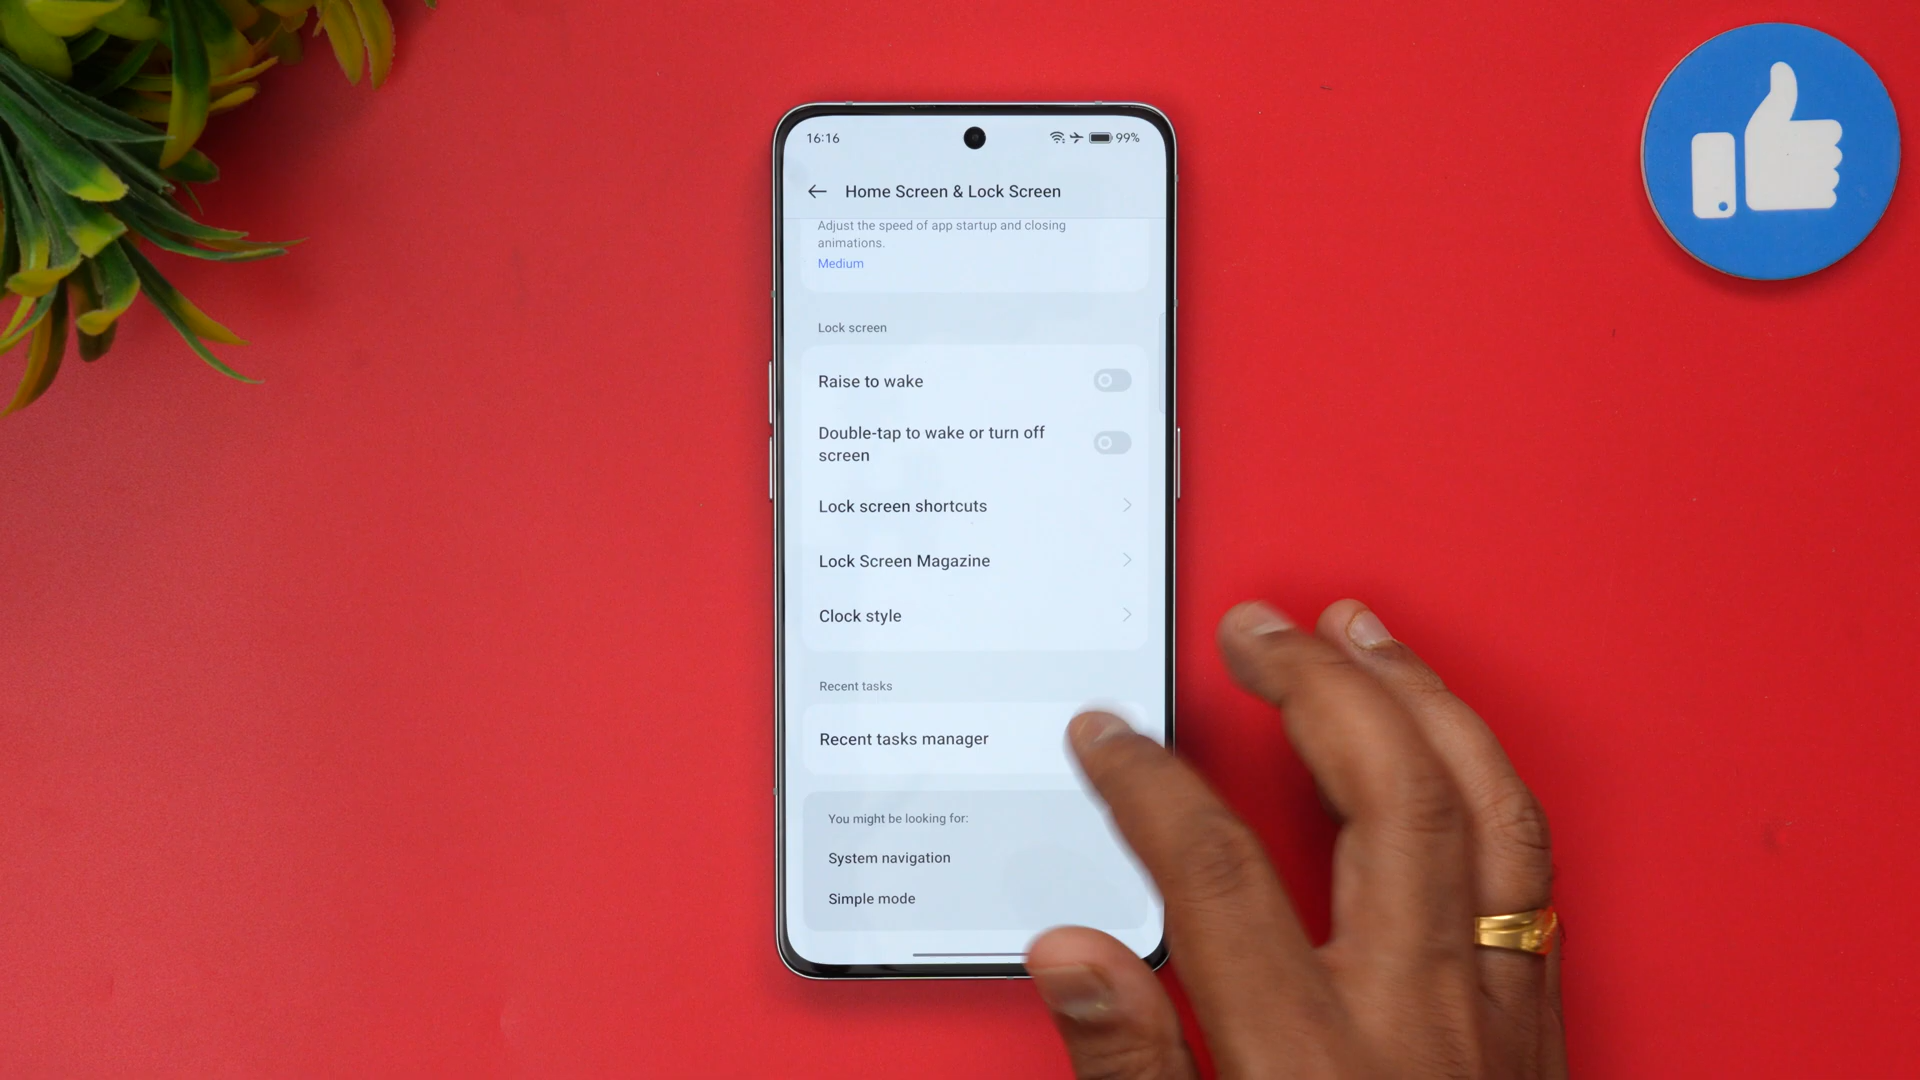 16:16
99%
Home Screen & Lock Screen
Adjust the speed of app startup and closing
animations.
Medium
Lock screen
Raise to wake
Double-tap to wake or turn off
screen
Lock screen shortcuts
Lock Screen Magazine
Clock style
Recent tasks
Recent tasks manager
You might be looking for:
System navigation
Simple mode